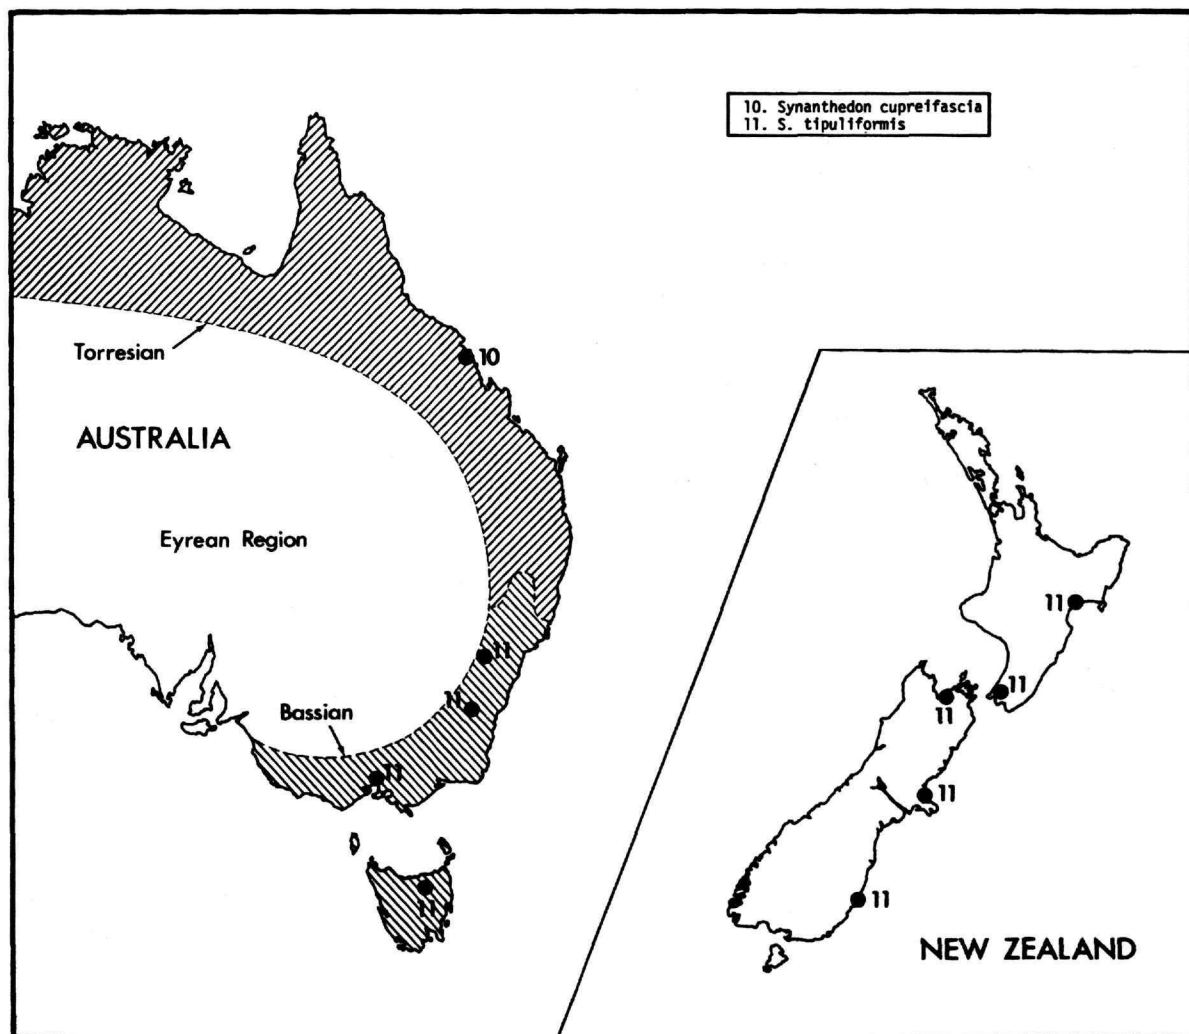 10. Synanthedon cupreifascia
11. S. tipuliformis
Torresian
10
AUSTRALIA
Eyrean Region
11
11
Bassian
11
11
11
11
11
11
11
NEW ZEALAND